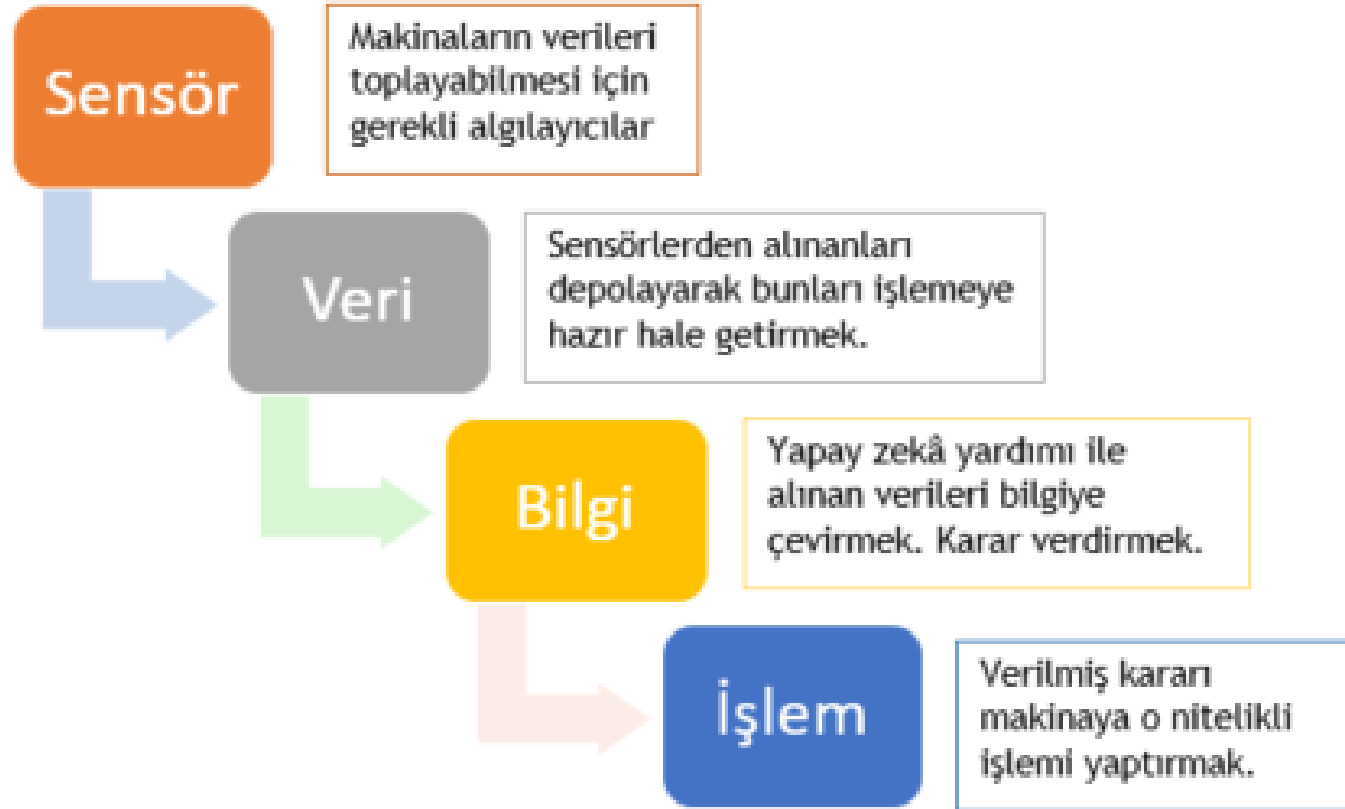 Sensör
Makinaların verileri
toplayabilmesi için
gerekli algılayıcılar
Veri
Sensörlerden alınanları
depolayarak bunları işlemeye
hazır hale getirmek.
Bilgi
Yapay zekâ yardımı ile
alınan verileri bilgiye
çevirmek. Karar verdirmek.
İşlem
Verilmiş kararı
makinaya o nitelikli
işlemi yaptırmak.